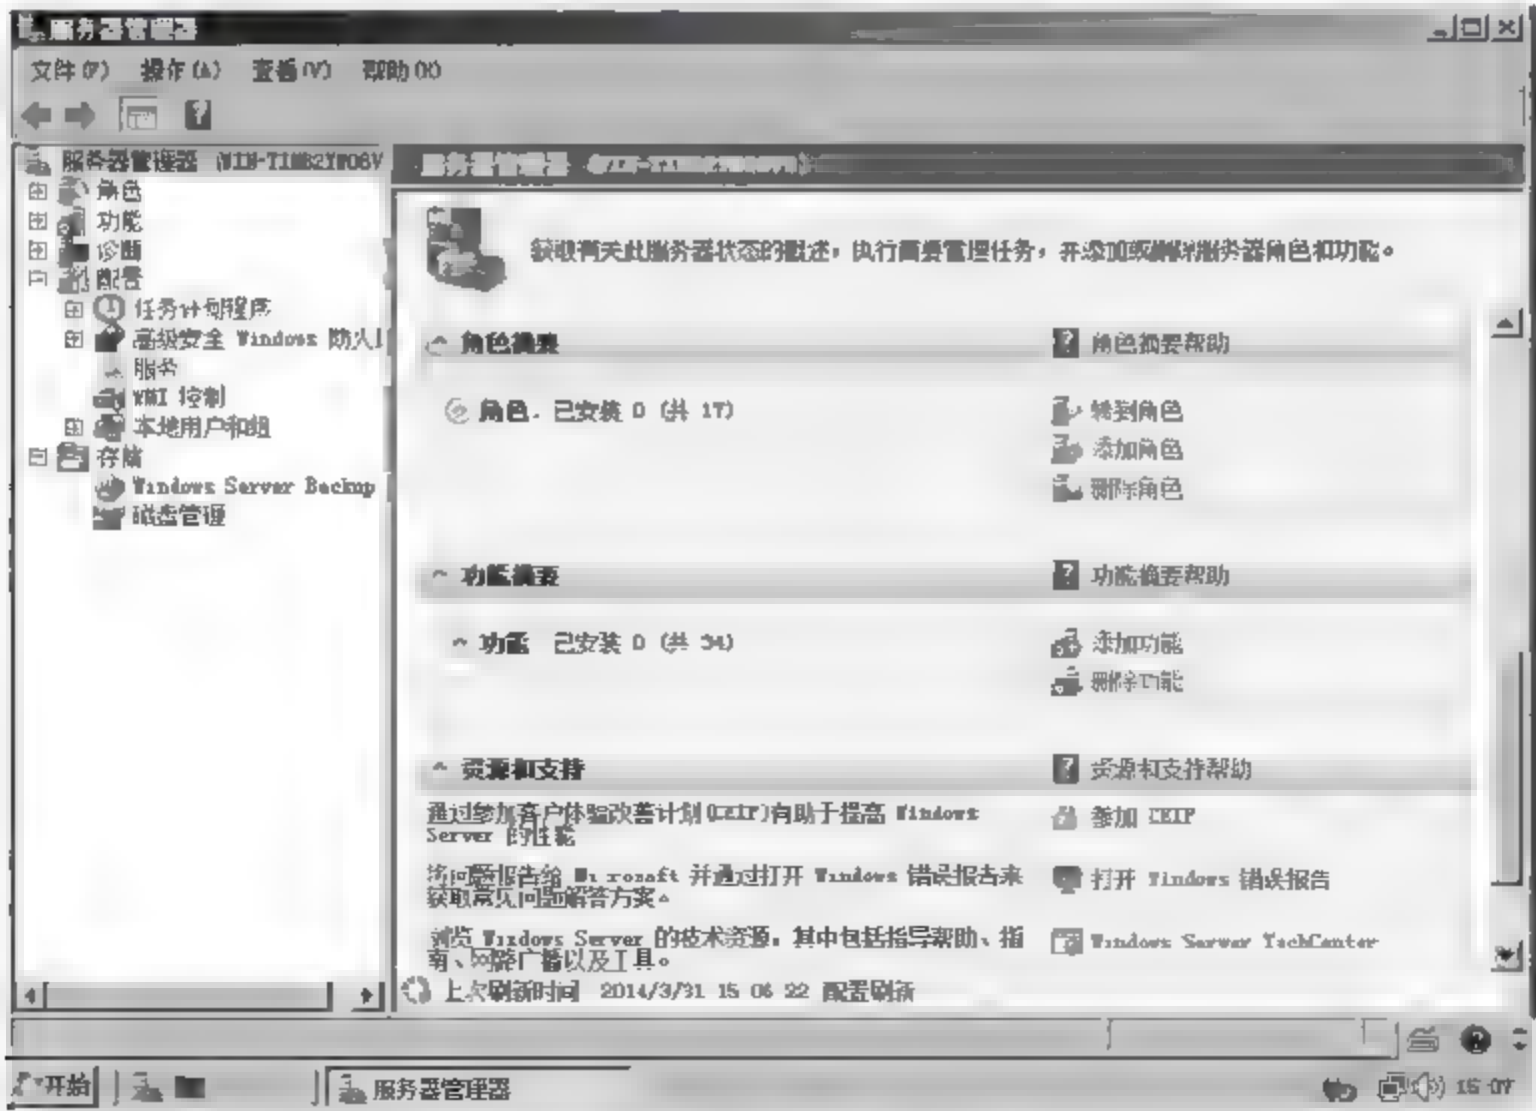 服务器管理器
文件(F) 操作(A) 查看(V) 帮助(H)
服务器管理器
角色
功能
诊断
配置
任务计划程序
高级安全 Windows 防火
服务
WMI 控制
本地用户和组
存储
Windows Server Backup
磁盘管理
服务器管理器
获取有关此服务器状态的概述，执行简要管理任务，并添加或删除服务器角色和功能。
角色摘要
角色摘要帮助
角色: 已安装 0 (共 17)
转到角色
添加角色
删除角色
功能摘要
功能摘要帮助
功能: 已安装 0 (共 34)
添加功能
删除功能
资源和支持
资源和支持帮助
通过参加客户体验改善计划(CEIP)有助于提高 Windows
Server 的性能
参加 CEIP
将问题报告给 Microsoft 并通过打开 Windows 错误报告来
获取常见问题解答方案。
打开 Windows 错误报告
浏览 Windows Server 的技术资源，其中包括指导帮助、指
南、网路广播以及工具。
Windows Server TechCenter
上次刷新时间: 2014/3/31 15:06:22 配置刷新
开始
服务器管理器
15:07